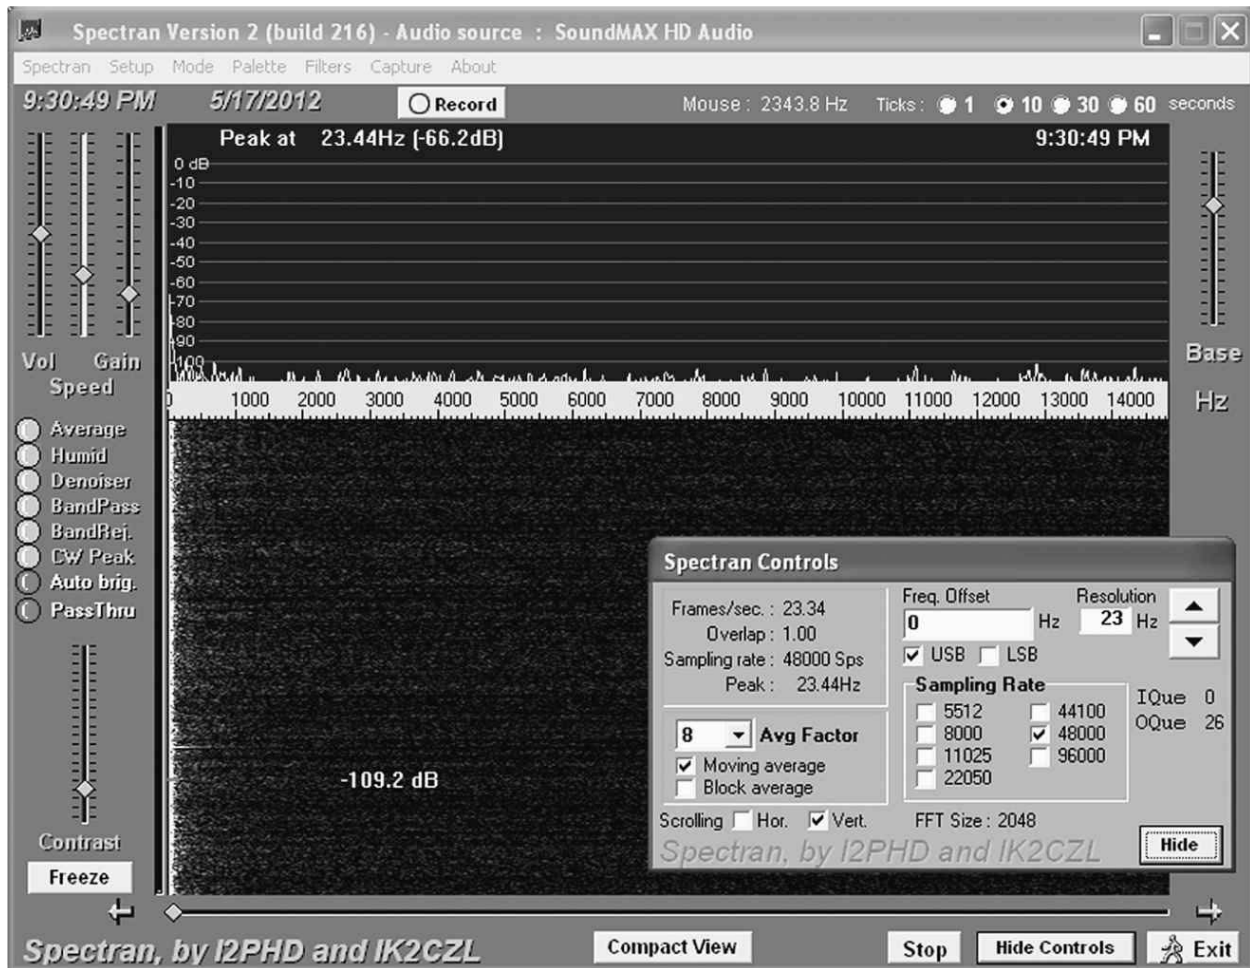 Spectran Version 2 (build 216) - Audio source : SoundMAX HD Audio
Spectran Setup Mode Palette Filters Capture About
9:30:49 PM 5/17/2012 Record Mouse : 2343.8 Hz Ticks : 1 10 30 60 seconds
Peak at 23.44Hz (-66.2dB) 9:30:49 PM
0 dB
-10
-20
-30
-40
-50
-60
-70
-80
-90
-100
Vol Gain
Speed
Base
0 1000 2000 3000 4000 5000 6000 7000 8000 9000 10000 11000 12000 13000 14000 Hz
Average
Humid
Denoiser
BandPass
BandRej.
CW Peak
Auto brig.
PassThru
-109.2 dB
Contrast
Freeze
Spectran Controls
Frames/sec. : 23.34
Overlap : 1.00
Sampling rate : 48000 Sps
Peak : 23.44Hz
8 Avg Factor
Moving average
Block average
Scrolling Hor. Vert.
Freq. Offset Resolution
0 Hz 23 Hz
USB LSB
Sampling Rate
5512 44100
8000 48000
11025 96000
22050
IQue 0
OQue 26
FFT Size : 2048
Spectran, by I2PHD and IK2CZL Hide
Spectran, by I2PHD and IK2CZL Compact View Stop Hide Controls Exit